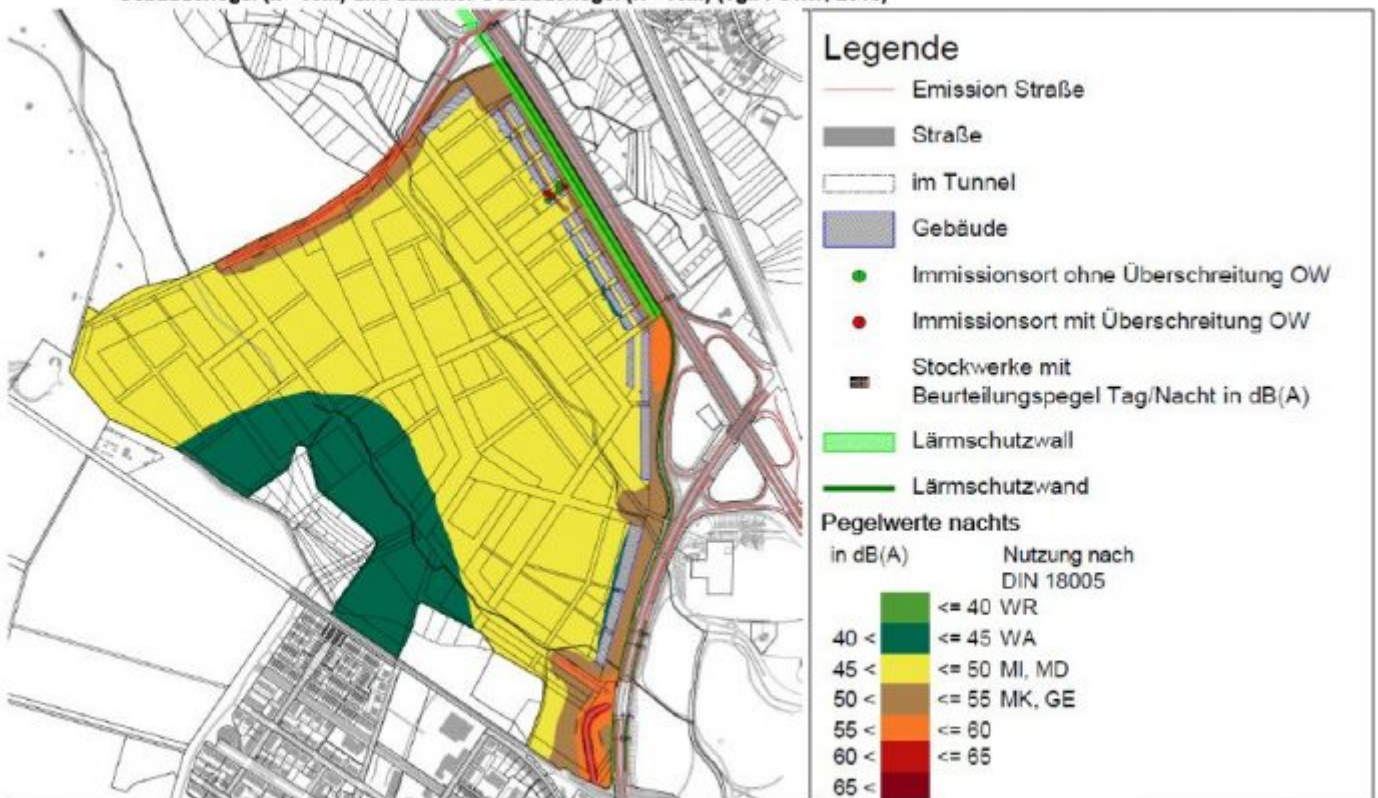 Legende
Emission Straße
Straße
im Tunnel
Gebäude
Immissionsort ohne Überschreitung OW
Immissionsort mit Überschreitung OW
Stockwerke mit
Beurteilungspegel Tag/Nacht in dB(A)
Lärmschutzwall
Lärmschutzwand
Pegelwerte nachts
in dB(A) Nutzung nach
DIN 18005
<= 40 WR
40 < <= 45 WA
45 < <= 50 MI, MD
50 < <= 55 MK, GE
55 < <= 60
60 < <= 65
65 <